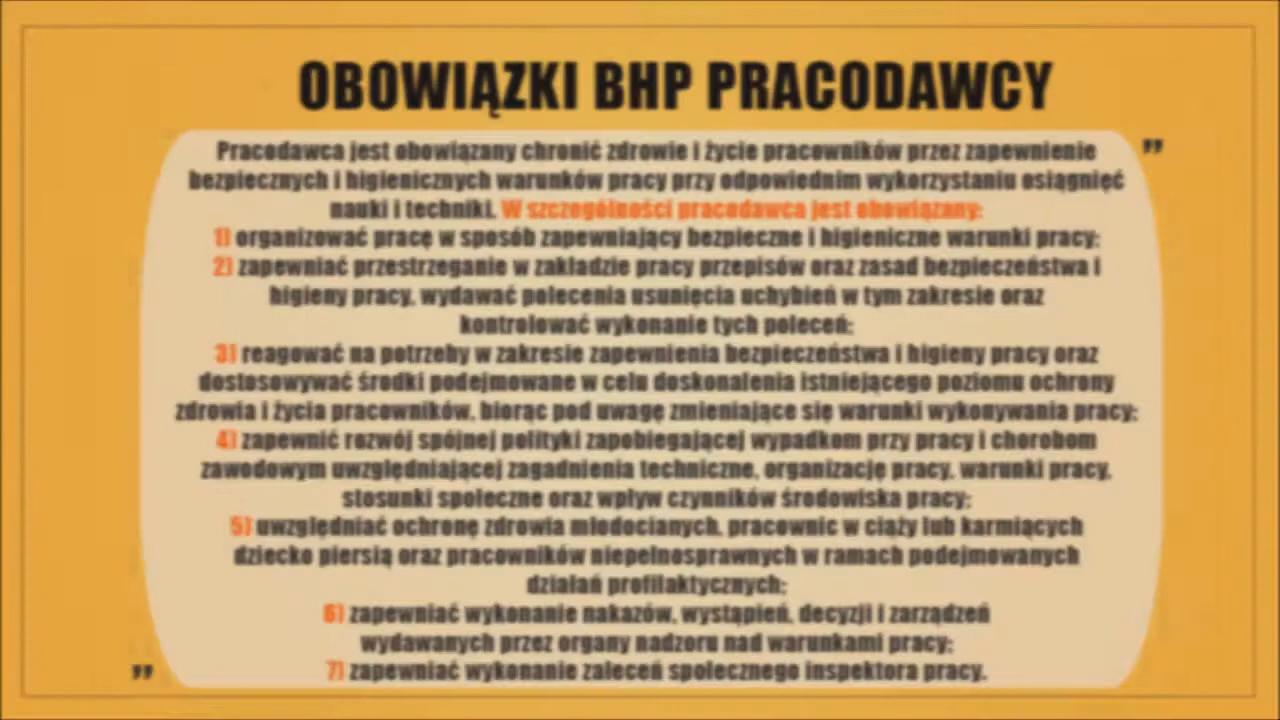 OBOWIĄZKI BHP PRACODAWCY
Pracodawca jest obowiązany chronić zdrowie i życie pracowników przez zapewnienie
bezpiecznych i higienicznych warunków pracy przy odpowiednim wykorzystaniu osiągnięć
nauki i techniki. W szczególności pracodawca jest obowiązany:
1) organizować pracę w sposób zapewniający bezpieczne i higieniczne warunki pracy;
2) zapewniać przestrzeganie w zakładzie pracy przepisów oraz zasad bezpieczeństwa i
higieny pracy, wydawać polecenia usunięcia uchybień w tym zakresie oraz
kontrolować wykonanie tych poleceń;
3) reagować na potrzeby w zakresie zapewnienia bezpieczeństwa i higieny pracy oraz
dostosowywać środki podejmowane w celu doskonalenia istniejącego poziomu ochrony
zdrowia i życia pracowników, biorąc pod uwagę zmieniające się warunki wykonywania pracy;
4) zapewnić rozwój spójnej polityki zapobiegającej wypadkom przy pracy i chorobom
zawodowym uwzględniającej zagadnienia techniczne, organizację pracy, warunki pracy,
stosunki społeczne oraz wpływ czynników środowiska pracy;
5) uwzględniać ochronę zdrowia młodocianych, pracownic w ciąży lub karmiących
dziecko piersią oraz pracowników niepełnosprawnych w ramach podejmowanych
działań profilaktycznych;
6) zapewniać wykonanie nakazów, wystąpień, decyzji i zarządzeń
wydawanych przez organy nadzoru nad warunkami pracy;
7) zapewniać wykonanie zaleceń społecznego inspektora pracy.